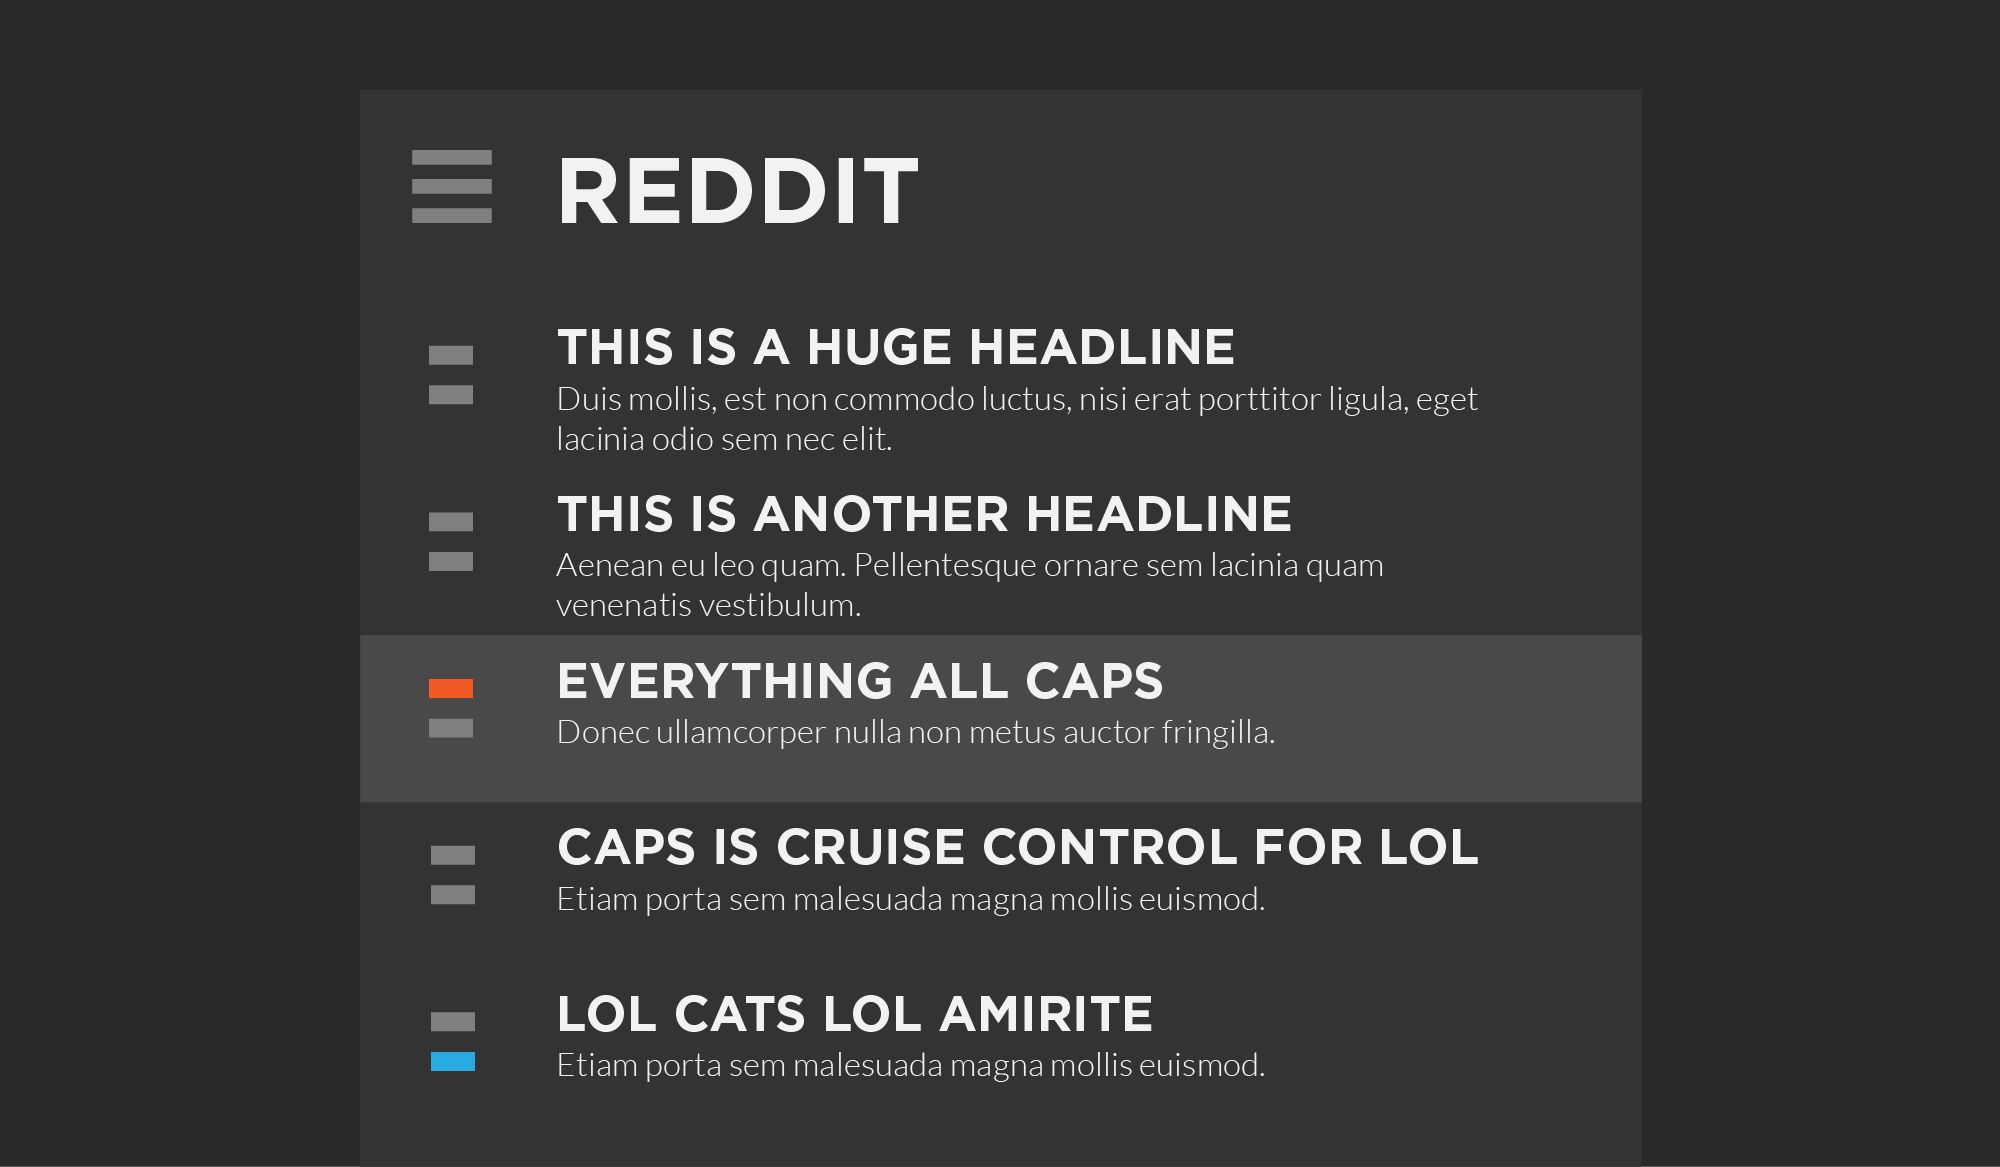 REDDIT
THIS IS A HUGE HEADLINE
Duis mollis, est non commodo luctus, nisi erat porttitor ligula, eget
lacinia odio sem nec elit.
THIS IS ANOTHER HEADLINE
Aenean eu leo quam. Pellentesque ornare sem lacinia quam
venenatis vestibulum.
EVERYTHING ALL CAPS
Donec ullamcorper nulla non metus auctor fringilla.
CAPS IS CRUISE CONTROL FOR LOL
Etiam porta sem malesuada magna mollis euismod.
LOL CATS LOL AMIRITE
Etiam porta sem malesuada magna mollis euismod.